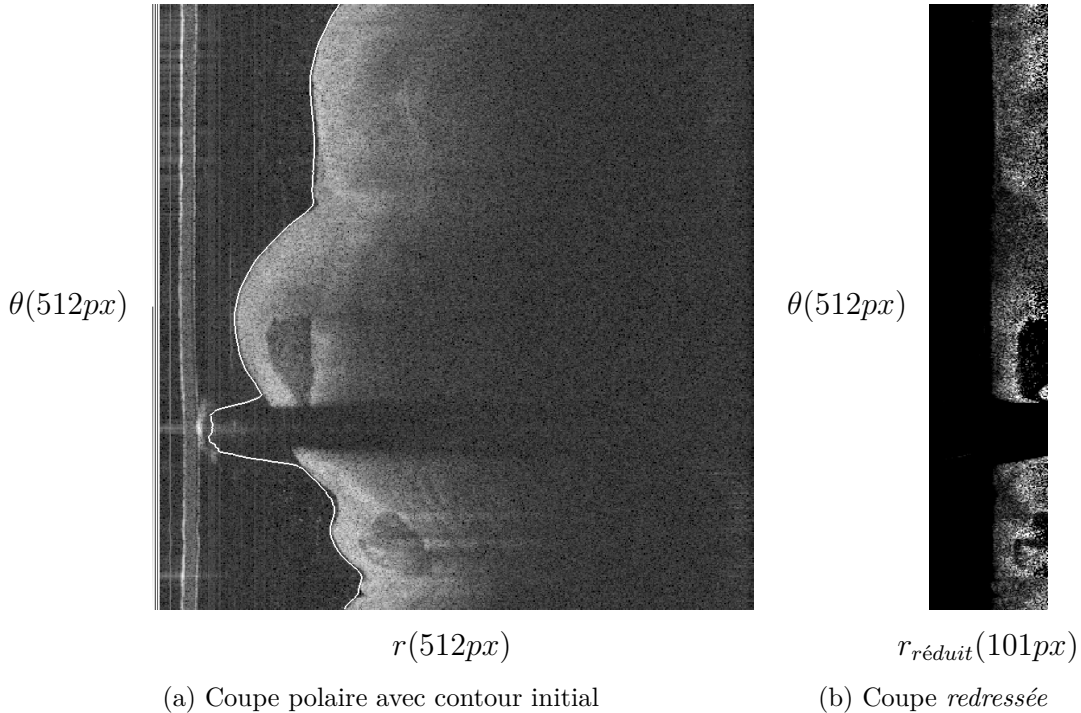 θ(512px)
θ(512px)
r(512px)
r_réduit(101px)
(a) Coupe polaire avec contour initial
(b) Coupe redressée